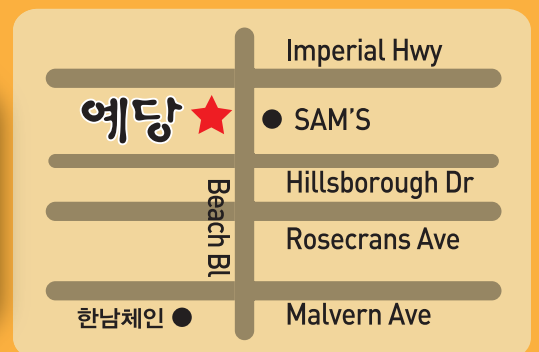 Imperial Hwy
예당
SAM'S
Hillsborough Dr
Beach Bl
Rosecrans Ave
한남체인
Malvern Ave